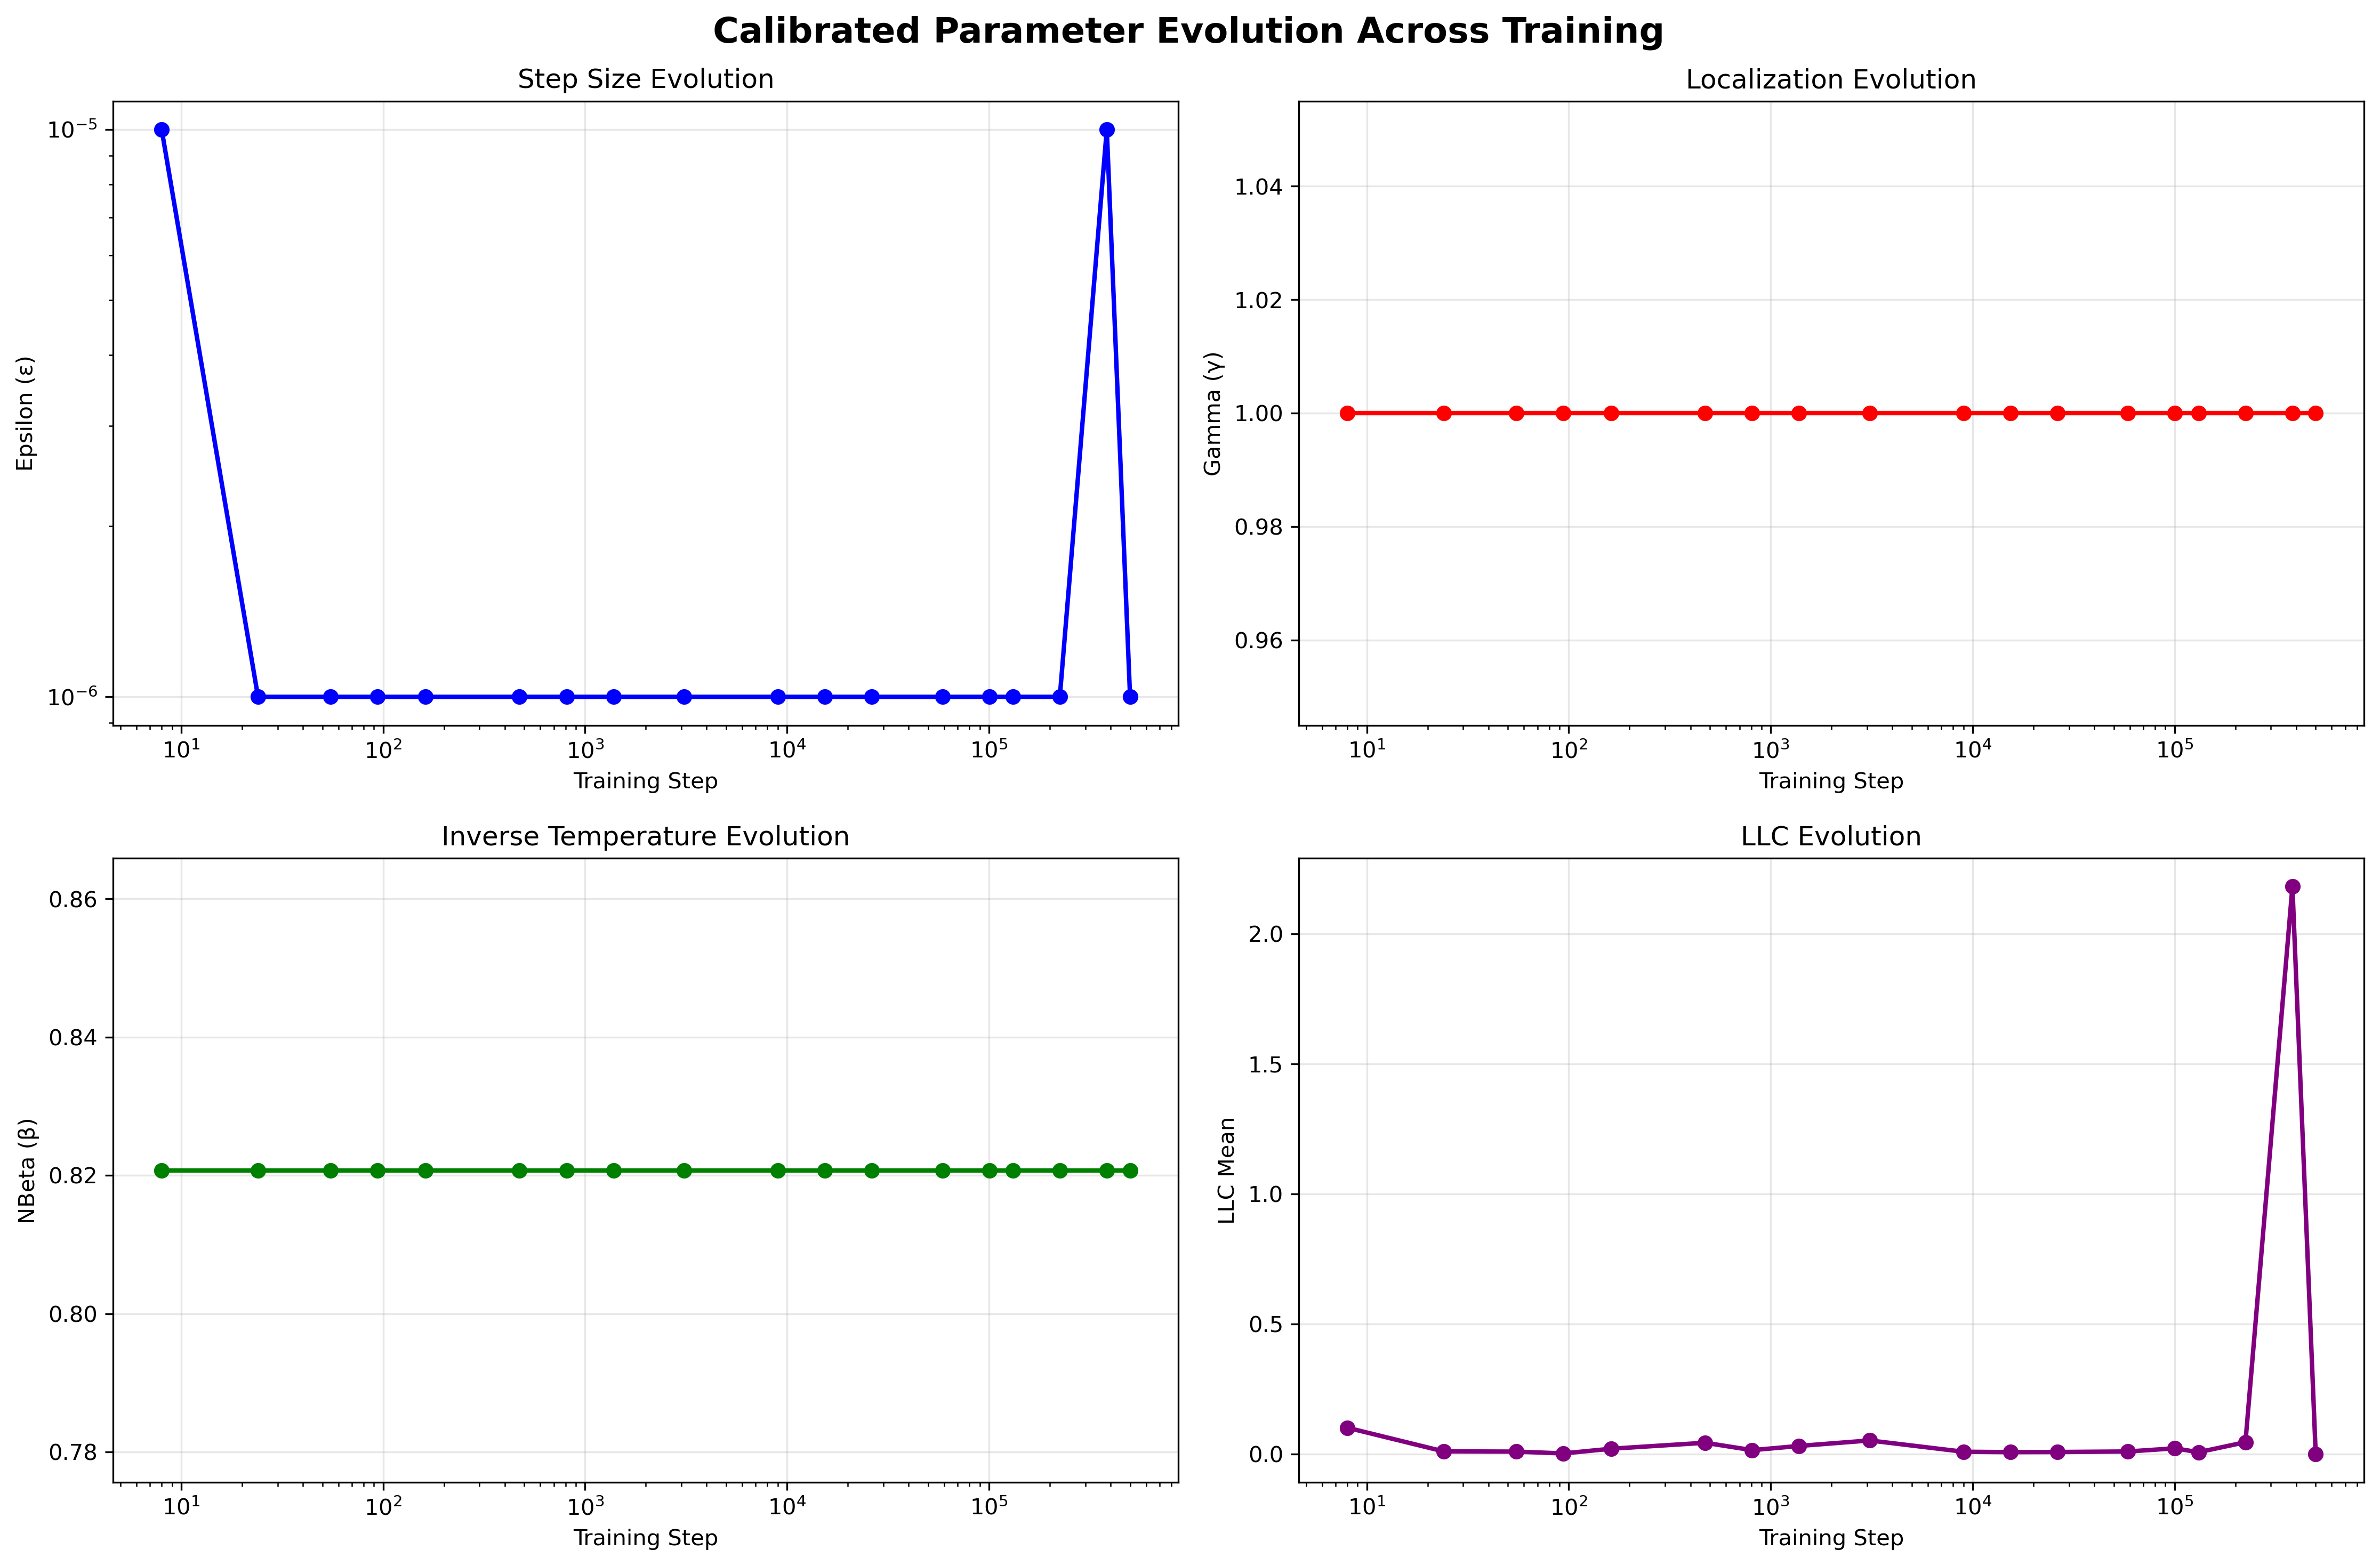 Calibrated Parameter Evolution Across Training
Step Size Evolution
Epsilon (ε)
10⁻⁵
10⁻⁶
10¹ 10² 10³ 10⁴ 10⁵
Training Step
Localization Evolution
Gamma (γ)
1.04
1.02
1.00
0.98
0.96
10¹ 10² 10³ 10⁴ 10⁵
Training Step
Inverse Temperature Evolution
NBeta (β)
0.86
0.84
0.82
0.80
0.78
10¹ 10² 10³ 10⁴ 10⁵
Training Step
LLC Evolution
LLC Mean
2.0
1.5
1.0
0.5
0.0
10¹ 10² 10³ 10⁴ 10⁵
Training Step